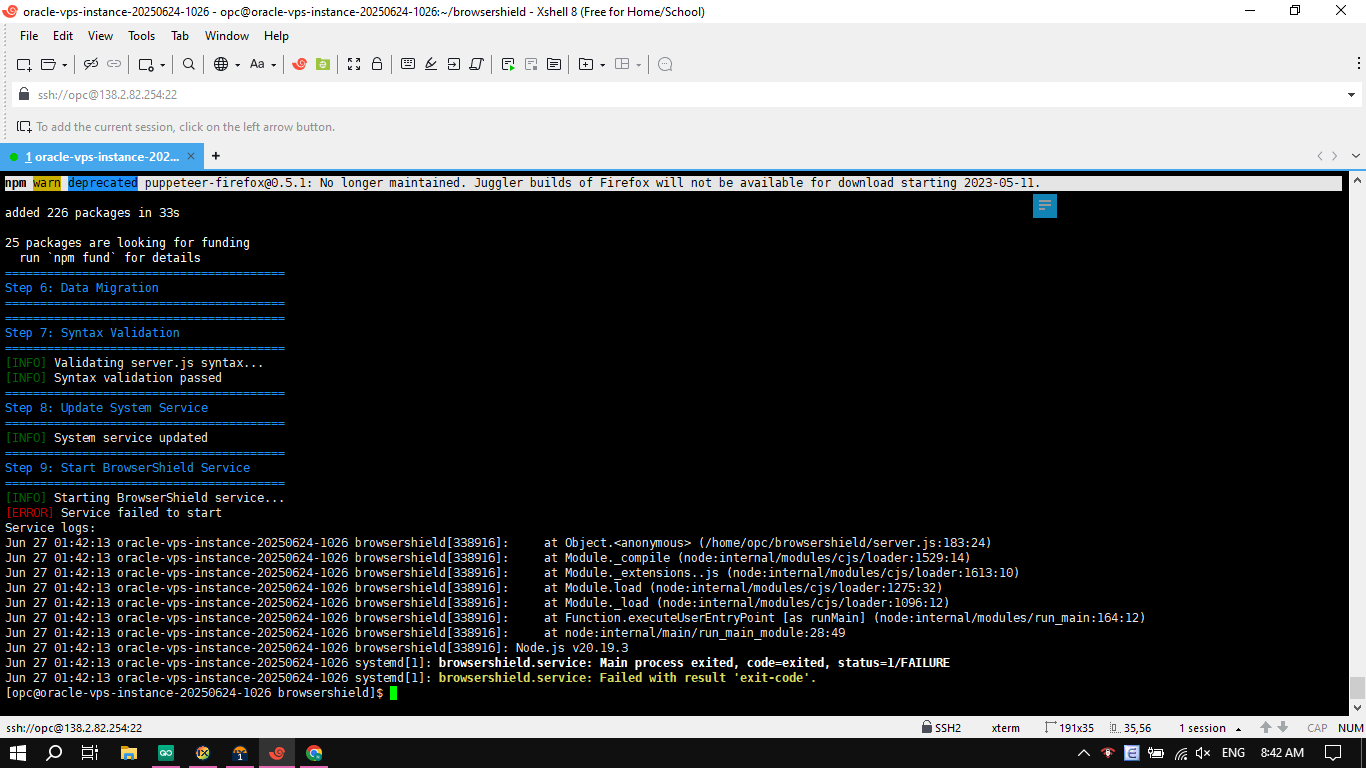 oracle-vps-instance-20250624-1026 - opc@oracle-vps-instance-20250624-1026:~/browsershield - Xshell 8 (Free for Home/School)
File Edit View Tools Tab Window Help
Aa
ssh://opc@138.2.82.254:22
To add the current session, click on the left arrow button.
1 oracle-vps-instance-202... × +
npm warn deprecated puppeteer-firefox@0.5.1: No longer maintained. Juggler builds of Firefox will not be available for download starting 2023-05-11.
added 226 packages in 33s
25 packages are looking for funding
run `npm fund` for details
========================================
Step 6: Data Migration
========================================
========================================
Step 7: Syntax Validation
========================================
[INFO] Validating server.js syntax...
[INFO] Syntax validation passed
========================================
Step 8: Update System Service
========================================
[INFO] System service updated
========================================
Step 9: Start BrowserShield Service
========================================
[INFO] Starting BrowserShield service...
[ERROR] Service failed to start
Service logs:
Jun 27 01:42:13 oracle-vps-instance-20250624-1026 browsershield[338916]:     at Object.<anonymous> (/home/opc/browsershield/server.js:183:24)
Jun 27 01:42:13 oracle-vps-instance-20250624-1026 browsershield[338916]:     at Module._compile (node:internal/modules/cjs/loader:1529:14)
Jun 27 01:42:13 oracle-vps-instance-20250624-1026 browsershield[338916]:     at Module._extensions..js (node:internal/modules/cjs/loader:1613:10)
Jun 27 01:42:13 oracle-vps-instance-20250624-1026 browsershield[338916]:     at Module.load (node:internal/modules/cjs/loader:1275:32)
Jun 27 01:42:13 oracle-vps-instance-20250624-1026 browsershield[338916]:     at Module._load (node:internal/modules/cjs/loader:1096:12)
Jun 27 01:42:13 oracle-vps-instance-20250624-1026 browsershield[338916]:     at Function.executeUserEntryPoint [as runMain] (node:internal/modules/run_main:164:12)
Jun 27 01:42:13 oracle-vps-instance-20250624-1026 browsershield[338916]:     at node:internal/main/run_main_module:28:49
Jun 27 01:42:13 oracle-vps-instance-20250624-1026 browsershield[338916]: Node.js v20.19.3
Jun 27 01:42:13 oracle-vps-instance-20250624-1026 systemd[1]: browsershield.service: Main process exited, code=exited, status=1/FAILURE
Jun 27 01:42:13 oracle-vps-instance-20250624-1026 systemd[1]: browsershield.service: Failed with result 'exit-code'.
[opc@oracle-vps-instance-20250624-1026 browsershield]$
ssh://opc@138.2.82.254:22 SSH2 xterm 191x35 35,56 1 session CAP NUM
GO 1 ENG 8:42 AM